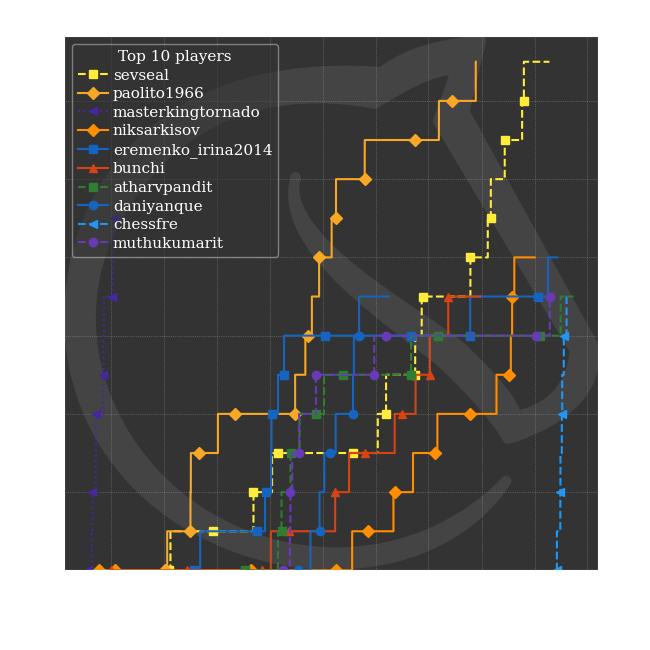 Top 10 players
sevseal
paolito1966
masterkingtornado
niksarkisov
eremenko_irina2014
bunchi
atharvpandit
daniyanque
chessfre
muthukumarit